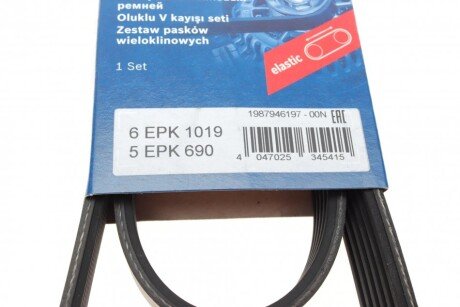 ремней
Oluklu V kayışı seti
Zestaw pasków
wieloklinowych
elastic
1 Set
1987946197 - 00N EAC
6 EPK 1019
5 EPK 690
4 047025 345415